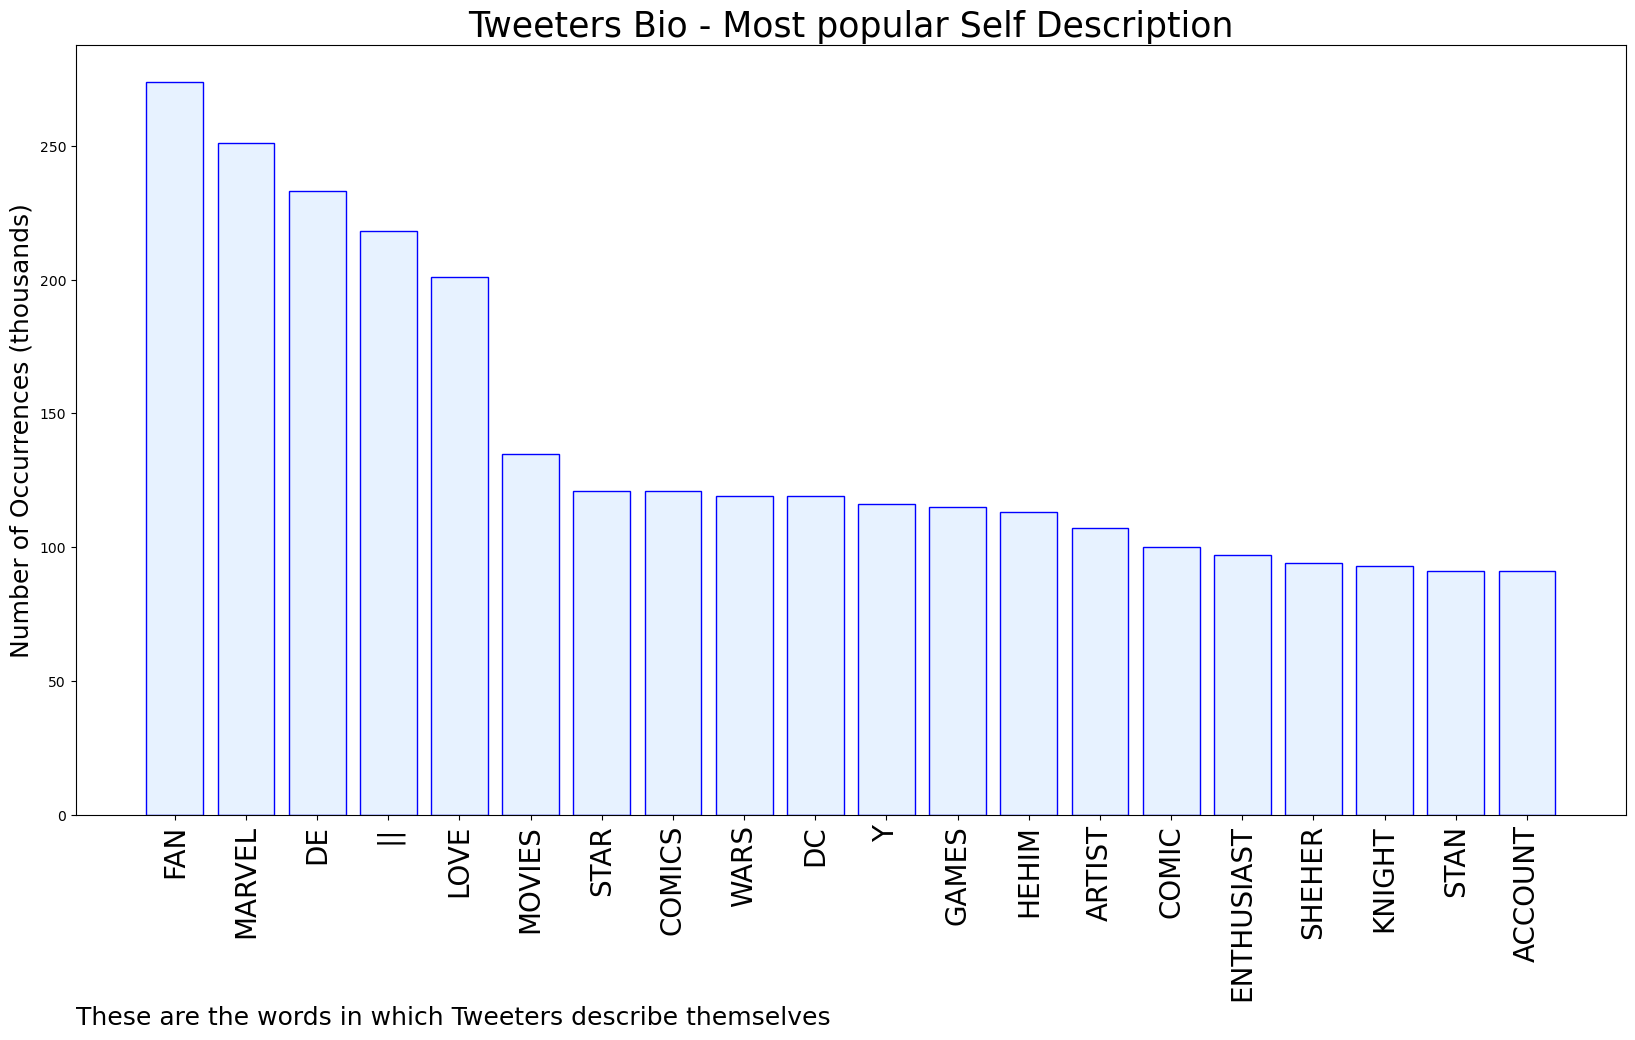 Tweeters Bio - Most popular Self Description
Number of Occurrences (thousands)
250
200
150
100
50
0
FAN
MARVEL
DE
||
LOVE
MOVIES
STAR
COMICS
WARS
DC
Y
GAMES
HEHIM
ARTIST
COMIC
ENTHUSIAST
SHEHER
KNIGHT
STAN
ACCOUNT
These are the words in which Tweeters describe themselves